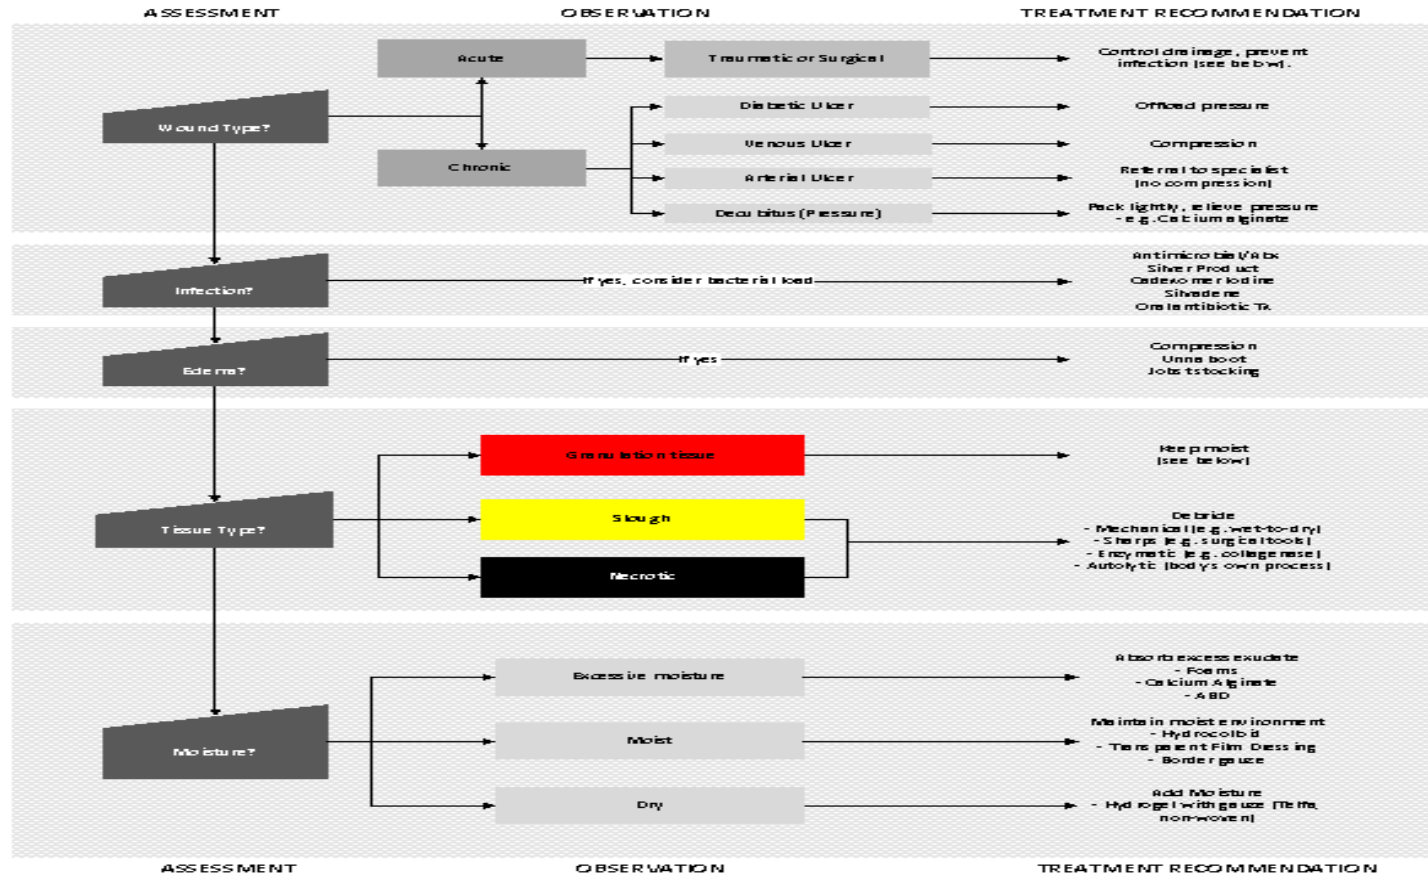 ASSESSMENT
OBSERVATION
TREATMENT RECOMMENDATION
Wound Type?
Acute
Traumatic or Surgical
Control drainage, prevent
infection (see below).
Chronic
Diabetic Ulcer
Offload pressure
Venous Ulcer
Compression
Arterial Ulcer
Referral to specialist
(no compression)
Decubitus (Pressure)
Pack lightly, relieve pressure
- e.g. Calcium alginate
Infection?
If yes, consider bacterial load
Antimicrobial/Abx
Silver Product
Cadexomer Iodine
Silvadene
Oral antibiotic Tx
Edema?
If yes
Compression
Unna boot
Jobst stocking
Tissue Type?
Granulation tissue
Keep moist
(see below)
Slough
Necrotic
Debride
- Mechanical (e.g. wet-to-dry)
- Sharps (e.g. surgical tools)
- Enzymatic (e.g. collagenase)
- Autolytic (body's own process)
Moisture?
Excessive moisture
Absorb excess exudate
- Foams
- Calcium Alginate
- ABD
Moist
Maintain moist environment
- Hydrocolloid
- Transparent Film Dressing
- Border gauze
Dry
Add Moisture
- Hydrogel with gauze (Telfa,
non-woven)
ASSESSMENT
OBSERVATION
TREATMENT RECOMMENDATION